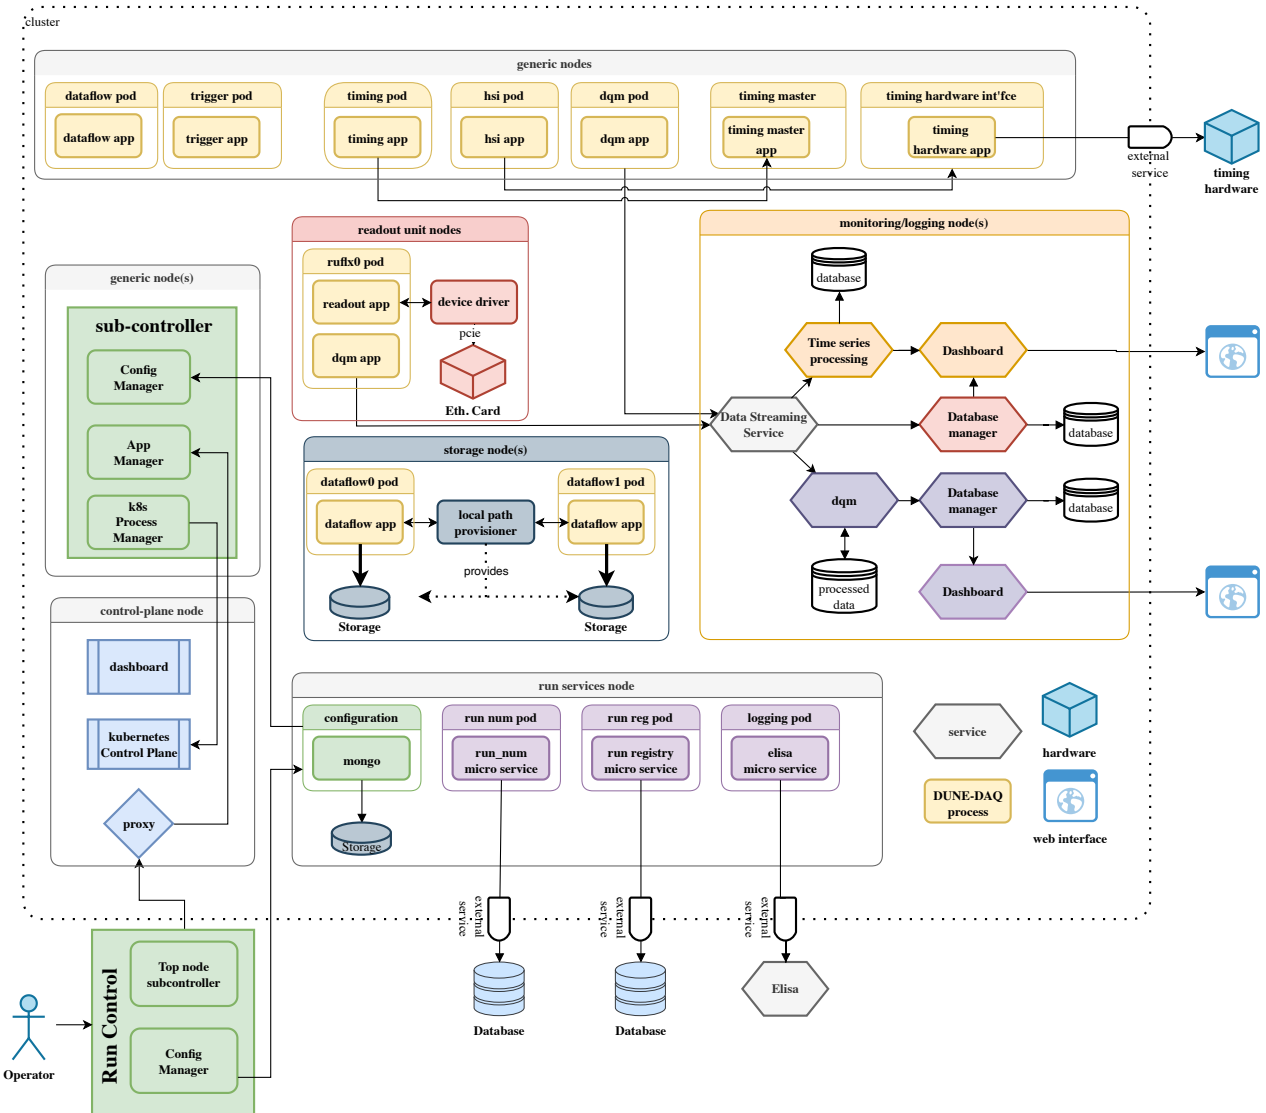 cluster
generic nodes
dataflow pod
trigger pod
timing pod
hsi pod
dqm pod
timing master
timing hardware int'fce
dataflow app
trigger app
timing app
hsi app
dqm app
timing master
app
timing
hardware app
external
service
timing
hardware
readout unit nodes
ruflx0 pod
readout app
device driver
pcie
dqm app
Eth. Card
monitoring/logging node(s)
database
Time series
processing
Dashboard
Data Streaming
Service
Database
manager
database
dqm
Database
manager
database
processed
data
Dashboard
generic node(s)
sub-controller
Config
Manager
App
Manager
k8s
Process
Manager
storage node(s)
dataflow0 pod
dataflow1 pod
dataflow app
local path
provisioner
dataflow app
provides
Storage
Storage
control-plane node
dashboard
kubernetes
Control Plane
proxy
run services node
configuration
run num pod
run reg pod
logging pod
mongo
run_num
micro service
run registry
micro service
elisa
micro service
Storage
service
hardware
DUNE-DAQ
process
web interface
external
service
external
service
external
service
Database
Database
Elisa
Run Control
Top node
subcontroller
Config
Manager
Operator